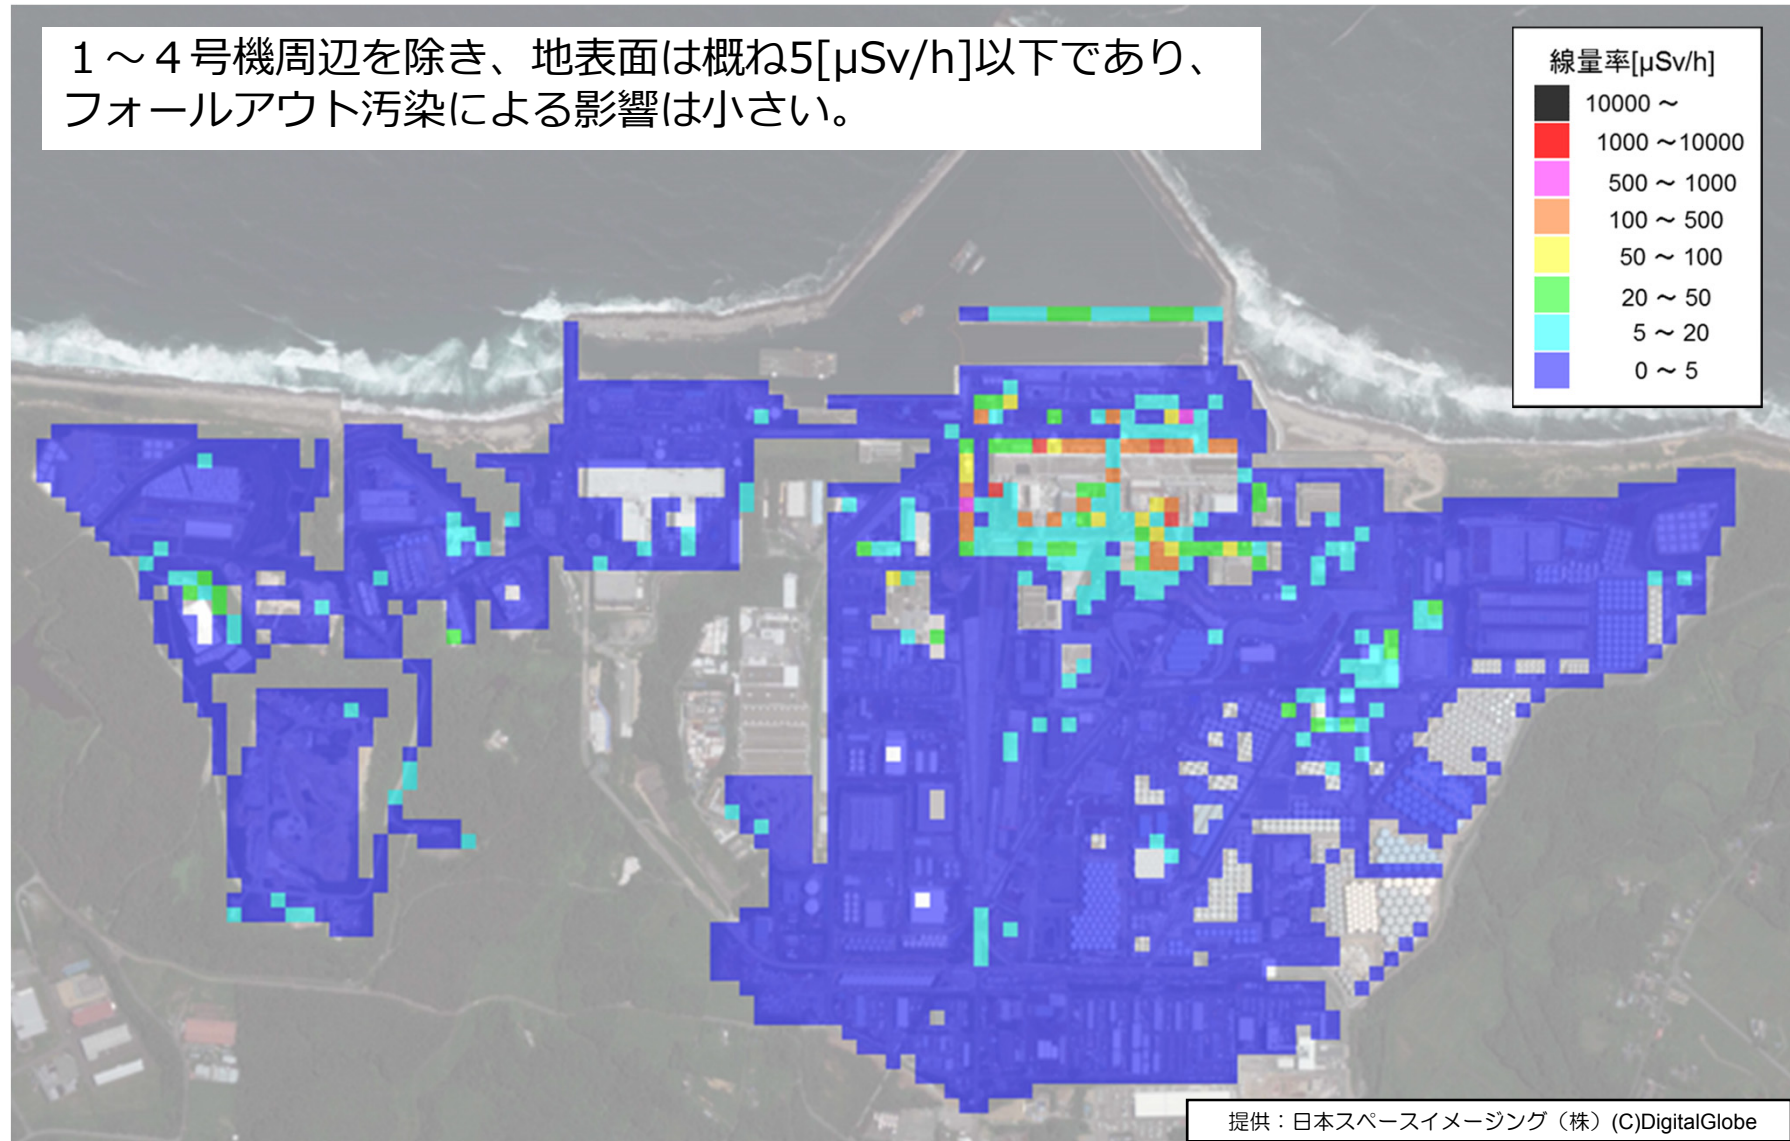 １～４号機周辺を除き、地表面は概ね5[μSv/h]以下であり、
フォールアウト汚染による影響は小さい。
線量率[μSv/h]
10000 ～
1000 ～10000
500 ～ 1000
100 ～ 500
50 ～ 100
20 ～ 50
5 ～ 20
0 ～ 5
提供：日本スペースイメージング（株）(C)DigitalGlobe